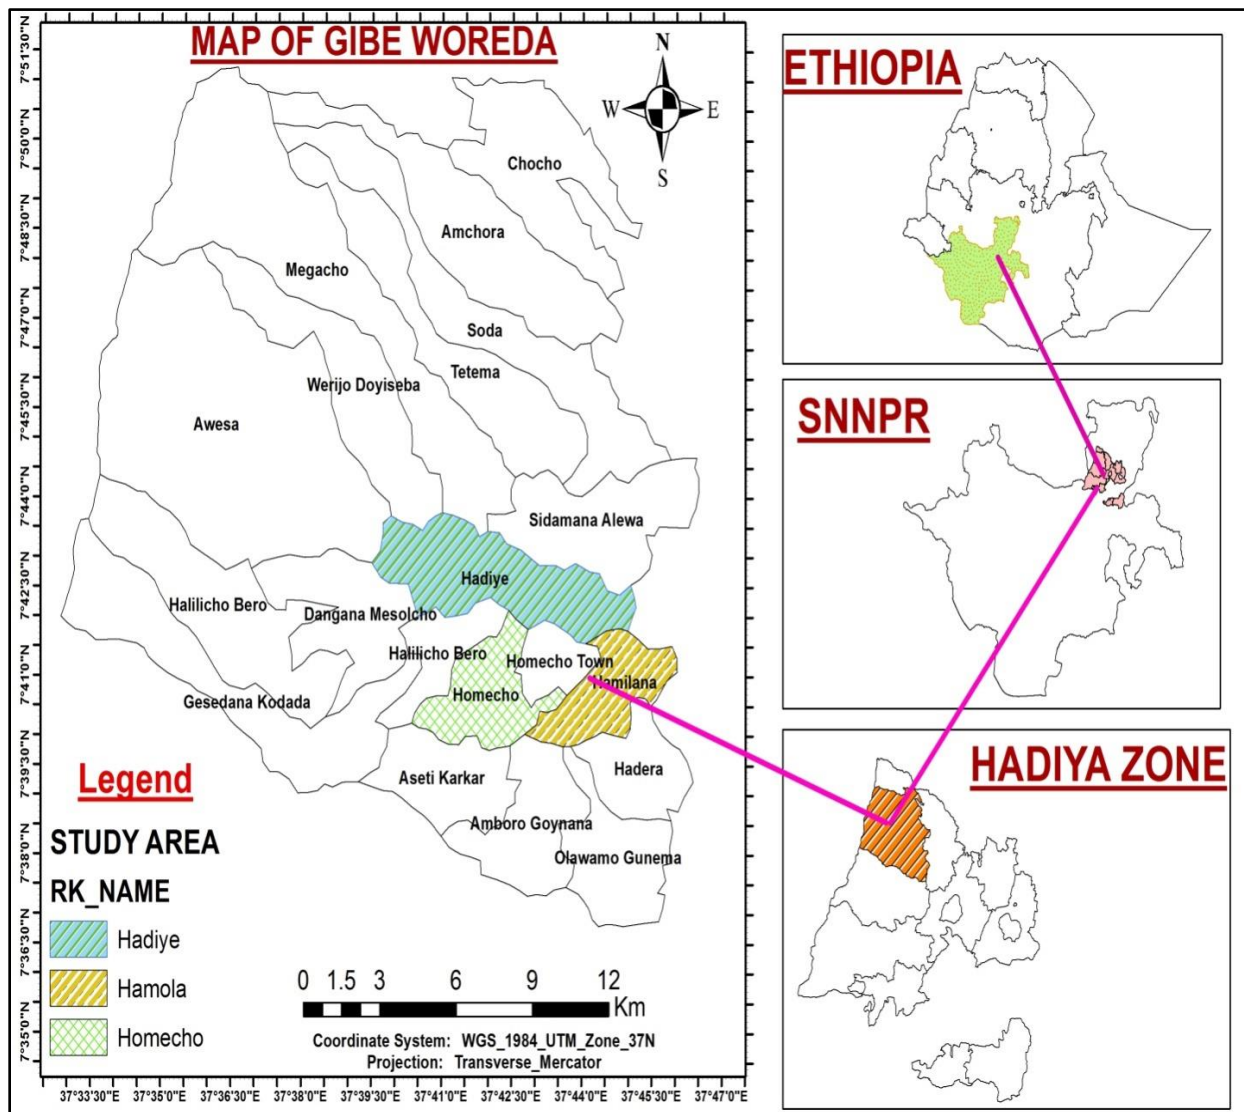 MAP OF GIBE WOREDA
N
W
E
S
Chocho
Amchora
Megacho
Soda
Tetema
Werijo Doyiseba
Awesa
Sidamana Alewa
Hadiye
Halilicho Bero
Dangana Mesolcho
Halilicho Bero
Homecho Town
Hamilana
Homecho
Gesedana Kodada
Aseti Karkar
Hadera
Amboro Goynana
Olawamo Gunema
Legend
STUDY AREA
RK_NAME
Hadiye
Hamola
Homecho
0 1.5 3 6 9 12
Km
Coordinate System: WGS_1984_UTM_Zone_37N
Projection: Transverse_Mercator
7°51'30"N
7°50'0"N
7°48'30"N
7°47'0"N
7°45'30"N
7°44'0"N
7°42'30"N
7°41'0"N
7°39'30"N
7°38'0"N
7°36'30"N
7°35'0"N
37°33'30"E 37°35'0"E 37°36'30"E 37°38'0"E 37°39'30"E 37°41'0"E 37°42'30"E 37°44'0"E 37°45'30"E 37°47'0"E
ETHIOPIA
SNNPR
HADIYA ZONE